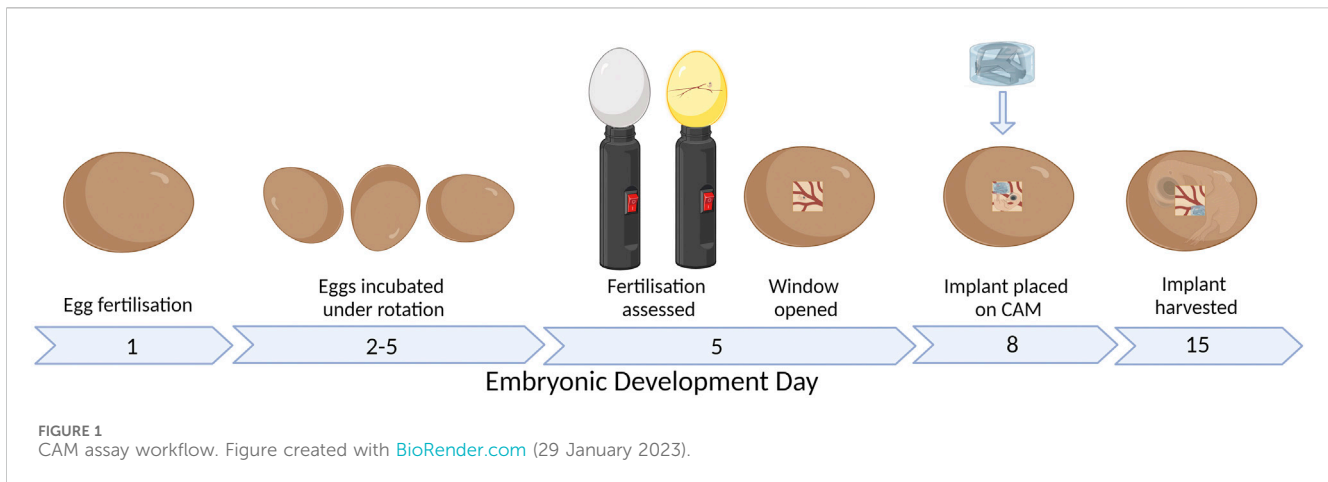 Egg fertilisation
Eggs incubated
under rotation
Fertilisation
assessed
Window
opened
Implant placed
on CAM
Implant
harvested
1
2-5
5
8
15
Embryonic Development Day
FIGURE 1
CAM assay workflow. Figure created with BioRender.com (29 January 2023).